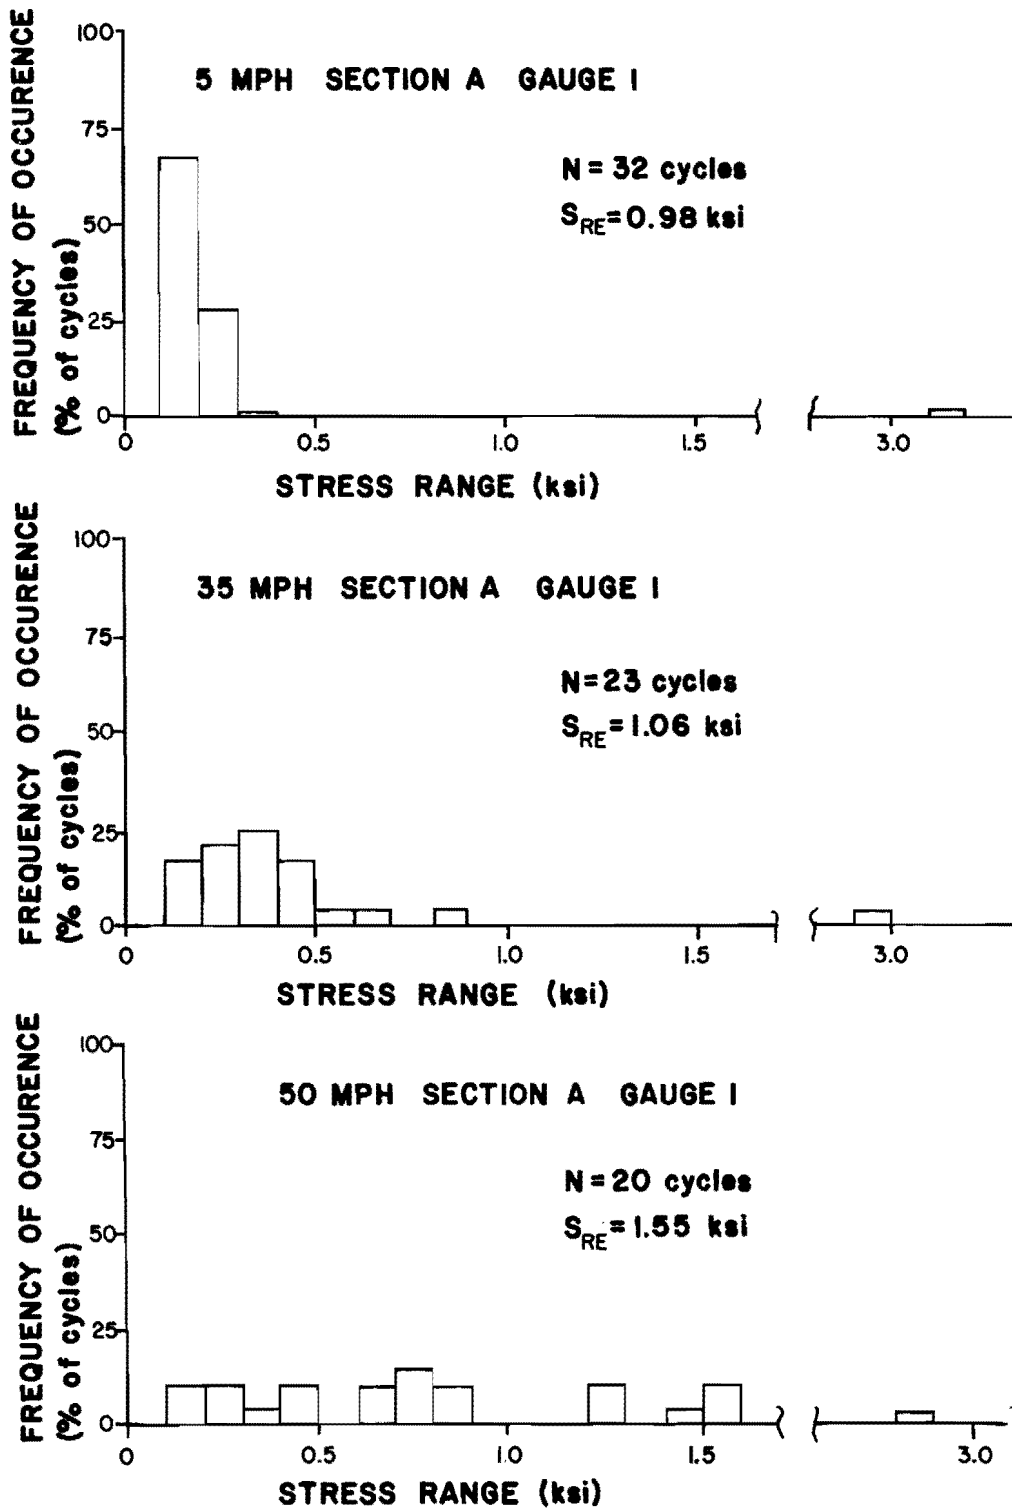 FREQUENCY OF OCCURENCE
(% of cycles)
100
75
50
25
0
5 MPH SECTION A GAUGE 1
N = 32 cycles
SRE=0.98 ksi
0 0.5 1.0 1.5 3.0
STRESS RANGE (ksi)
FREQUENCY OF OCCURENCE
(% of cycles)
100
75
50
25
0
35 MPH SECTION A GAUGE 1
N=23 cycles
SRE=1.06 ksi
0 0.5 1.0 1.5 3.0
STRESS RANGE (ksi)
FREQUENCY OF OCCURENCE
(% of cycles)
100
75
50
25
0
50 MPH SECTION A GAUGE 1
N=20 cycles
SRE=1.55 ksi
0 0.5 1.0 1.5 3.0
STRESS RANGE (ksi)